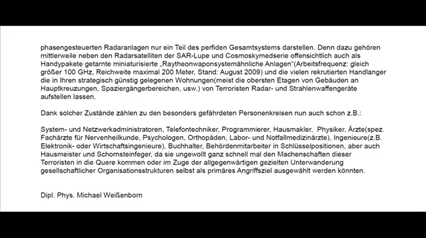 phasengesteuerten Radaranlagen nur ein Teil des perfiden Gesamtsystems darstellen. Denn dazu gehören
mittlerweile neben den Radarsatelliten der SAR-Lupe und Cosmoskymedserie offensichtlich auch als
Handypakete getarnte miniaturisierte „Raytheonwaponsystemähnliche Anlagen"(Arbeitsfrequenz: gleich
größer 100 GHz, Reichweite maximal 200 Meter, Stand: August 2009) und die vielen rekrutierten Handlanger
die in Ihren strategisch günstig gelegenen Wohnungen(meist die obersten Etagen von Gebäuden an
Hauptkreuzungen, Spaziergängerbereichen, usw.) von Terroristen Radar- und Strahlenwaffengeräte
aufstellen lassen.
Dank solcher Zustände zählen zu den besonders gefährdeten Personenkreisen nun auch schon z.B.:
System- und Netzwerkadministratoren, Telefontechniker, Programmierer, Hausmakler, Physiker, Ärzte(spez.
Fachärzte für Nervenheilkunde, Psychologen, Orthopäden, Labor- und Notfallmedizinärzte), Ingenieure(z.B.
Elektronik- oder Wirtschaftsingenieure), Buchhalter, Behördenmitarbeiter in Schlüsselpositionen, aber auch
Hausmeister und Schornsteinfeger, da sie ungewollt ganz schnell mal den Machenschaften dieser
Terroristen in die Quere kommen oder im Zuge der allgegenwärtigen gezielten Unterwanderung
gesellschaftlicher Organisationsstrukturen selbst als primäres Angriffsziel ausgewählt werden könnten.
Dipl. Phys. Michael Weißenborn